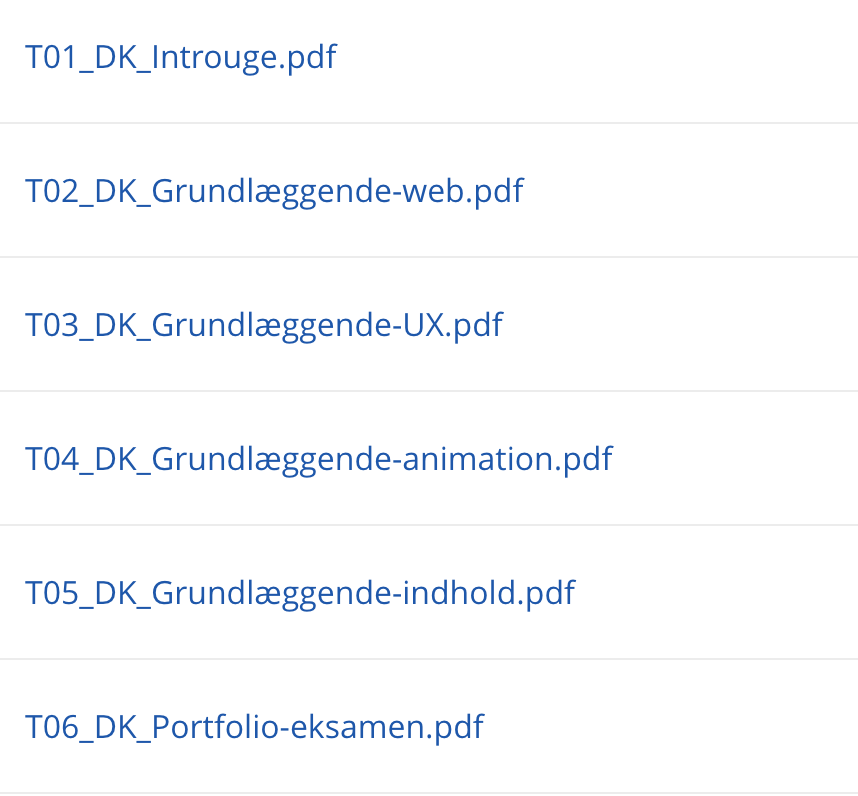 T01_DK_Introuge.pdf
T02_DK_Grundlæggende-web.pdf
T03_DK_Grundlæggende-UX.pdf
T04_DK_Grundlæggende-animation.pdf
T05_DK_Grundlæggende-indhold.pdf
T06_DK_Portfolio-eksamen.pdf